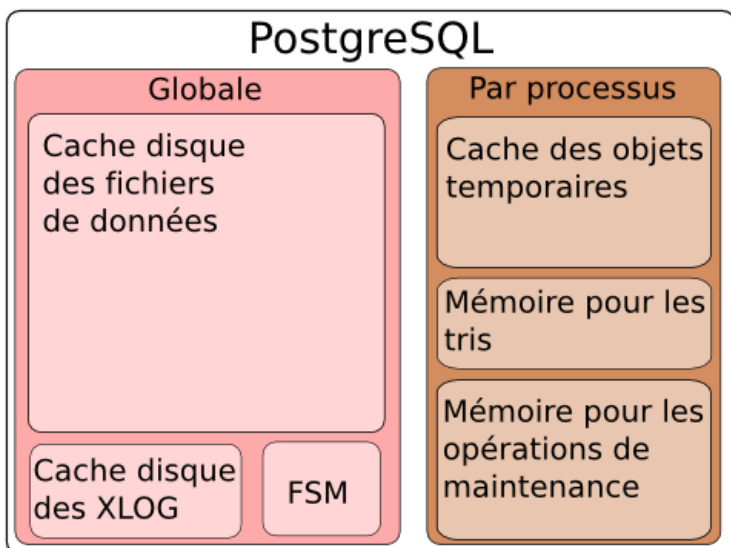 PostgreSQL
Globale
Cache disque
des fichiers
de données
Cache disque
des XLOG
FSM
Par processus
Cache des objets
temporaires
Mémoire pour les
tris
Mémoire pour les
opérations de
maintenance